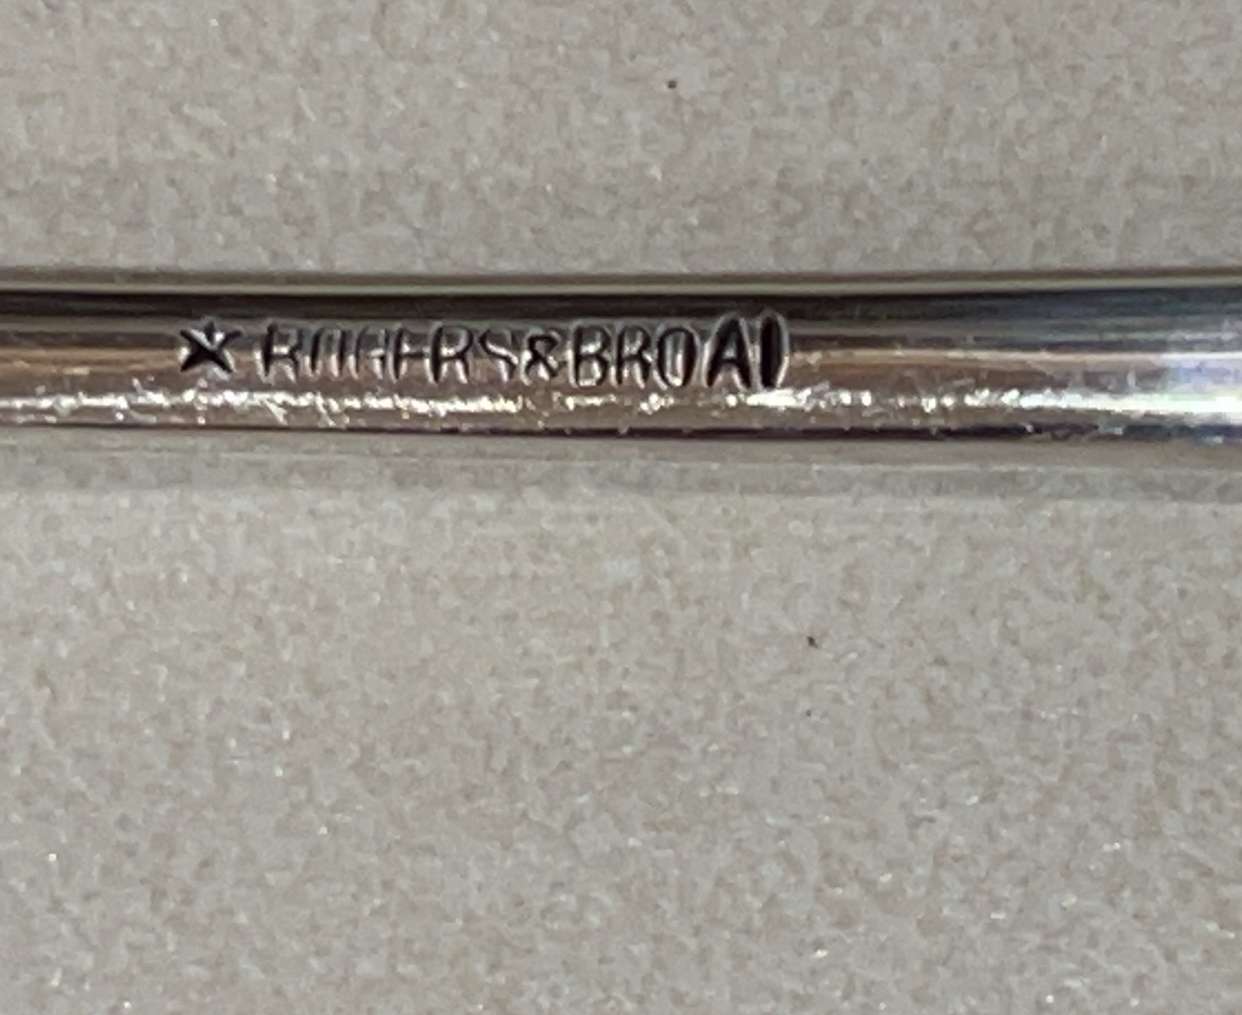 ★ ROGERS & BRO A1